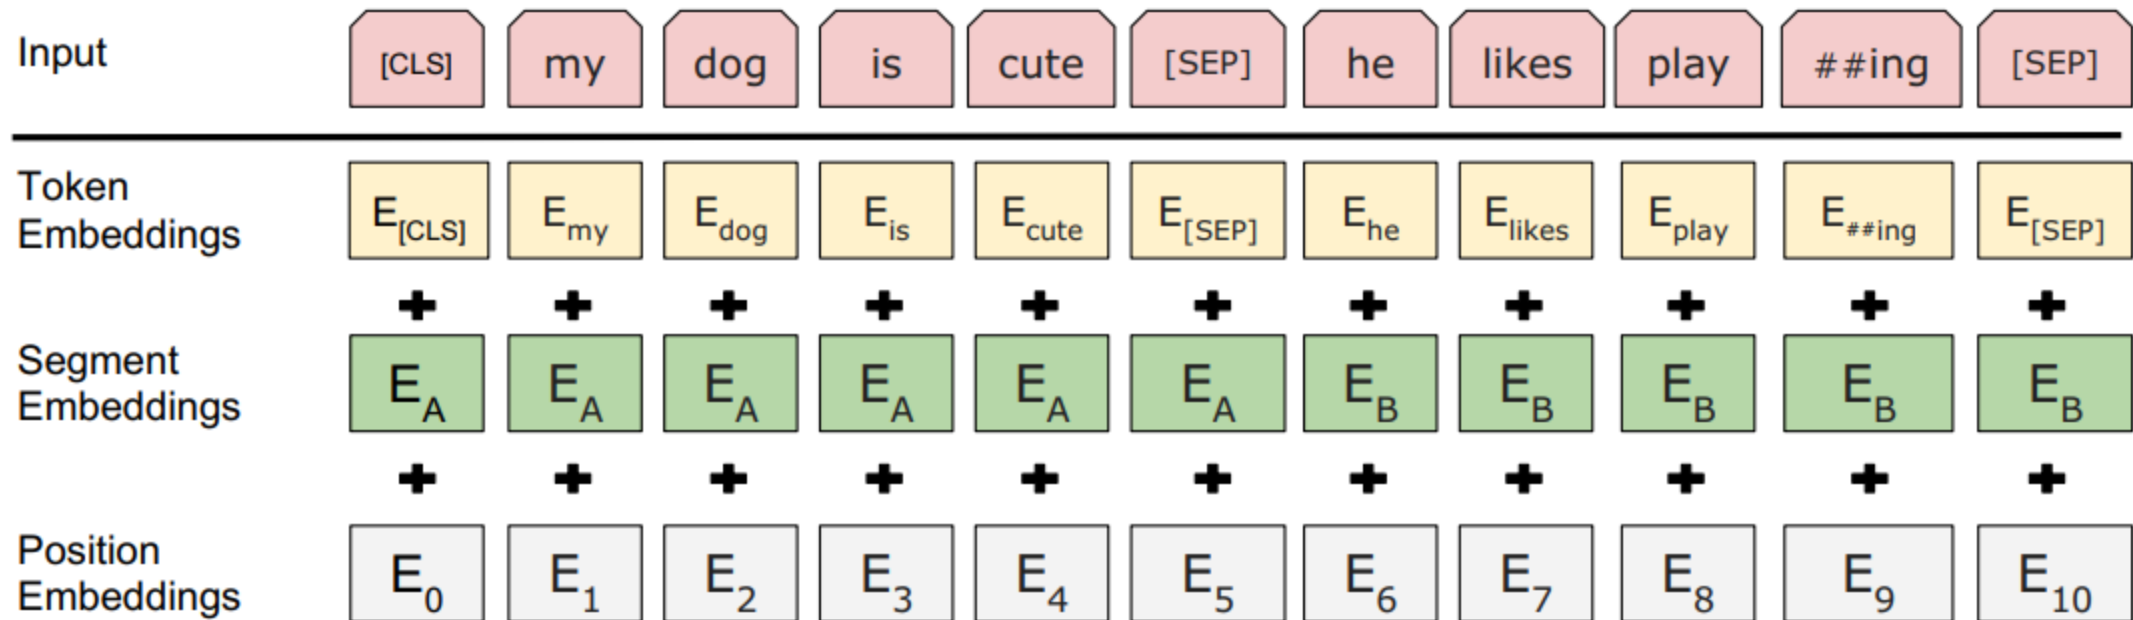 Input [CLS] my dog is cute [SEP] he likes play ##ing [SEP]
Token Embeddings E[CLS] Emy Edog Eis Ecute E[SEP] Ehe Elikes Eplay E##ing E[SEP]
+ + + + + + + + + + +
Segment Embeddings EA EA EA EA EA EA EB EB EB EB EB
+ + + + + + + + + + +
Position Embeddings E0 E1 E2 E3 E4 E5 E6 E7 E8 E9 E10